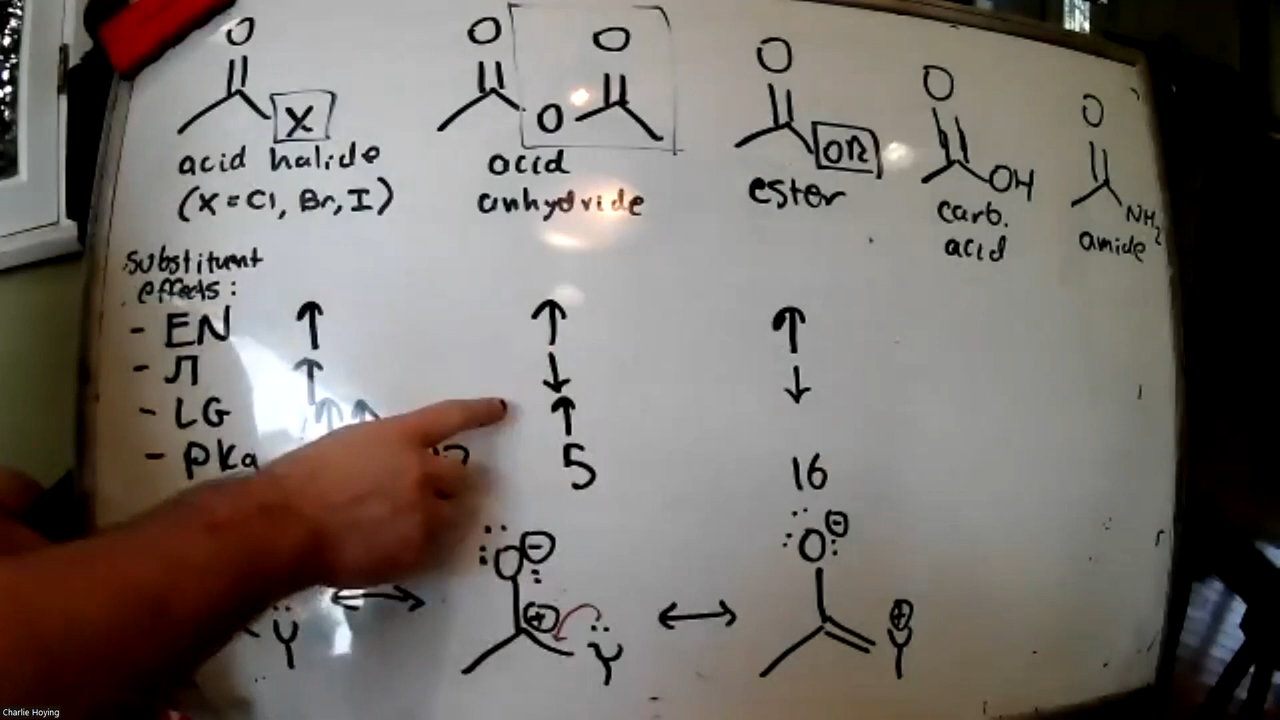 O O O O O O
X O OR OH NH₂
acid halide
(X = Cl, Br, I)
acid
anhydride
ester
carb.
acid
amide
Substituent
effects:
- EN ↑ ↑ ↑
- π ↑ ↓ ↓
- LG ↑ ↑ ↑
- pKa 5 16
O ⊖ O ⊖
Y ↔ ⊕ Y ↔ ⊕ Y
Charlie Hoying